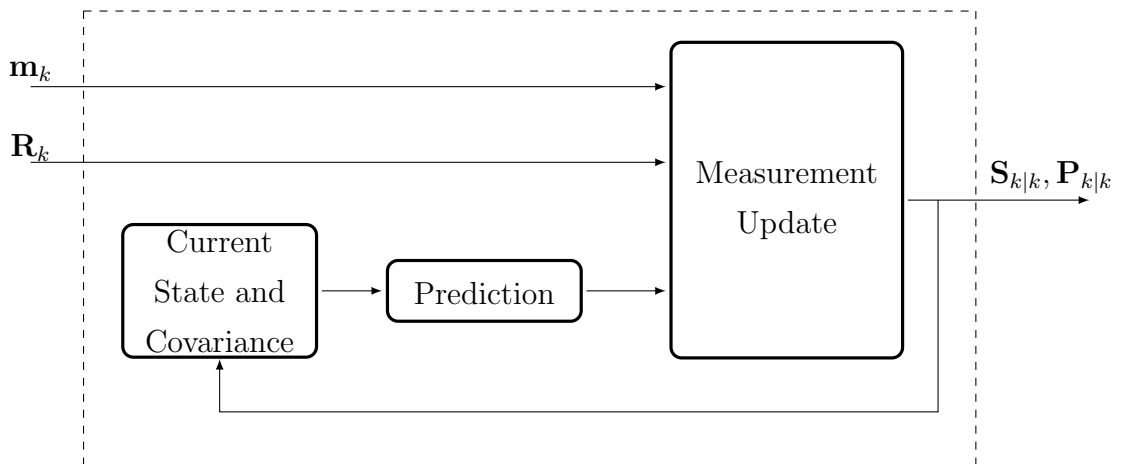 m_k
R_k
S_{k|k}, P_{k|k}
Measurement
Update
Current
State and
Covariance
Prediction